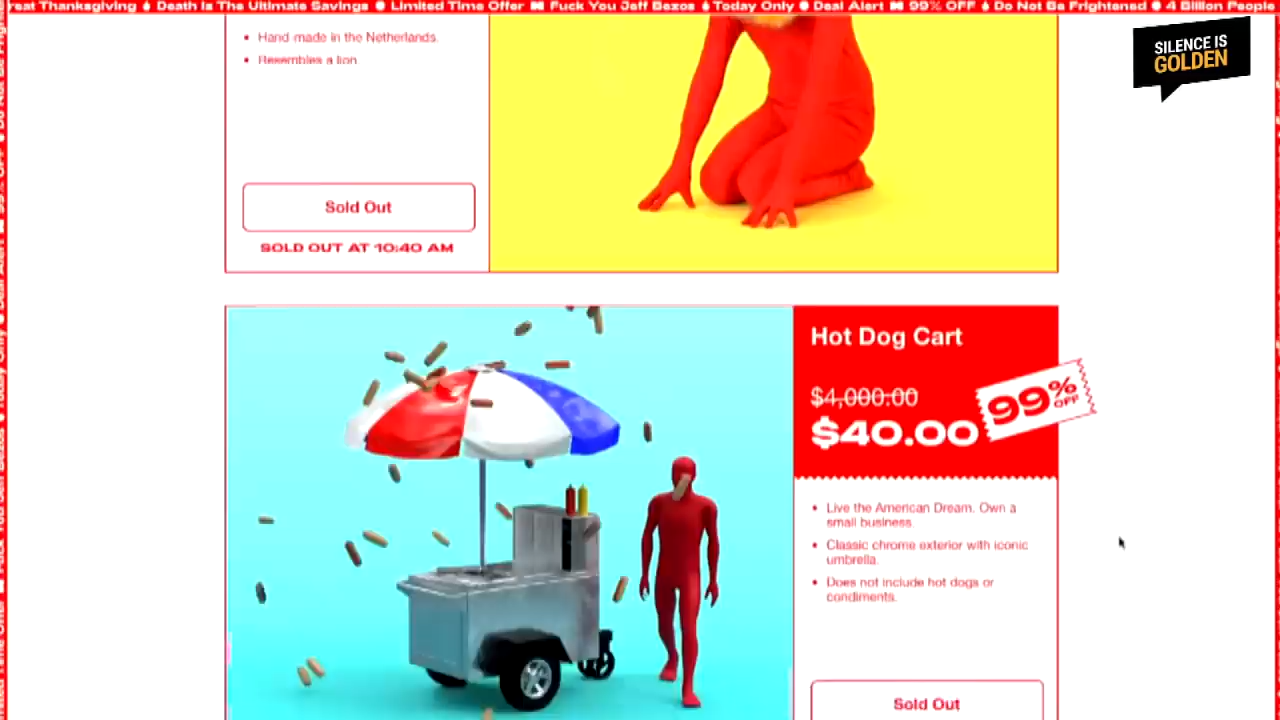 reat Thanksgiving Death Is The Ultimate Savings Limited Time Offer Fuck You Jeff Bezos Today Only Deal Alert 99% OFF Do Not Be Frightened 4 Billion People
SILENCE IS
GOLDEN
• Hand-made in the Netherlands.
• Resembles a lion
Sold Out
SOLD OUT AT 10:40 AM
Hot Dog Cart
$4,000.00
$40.00
99%
OFF
• Live the American Dream. Own a
small business.
• Classic chrome exterior with iconic
umbrella.
• Does not include hot dogs or
condiments.
Sold Out